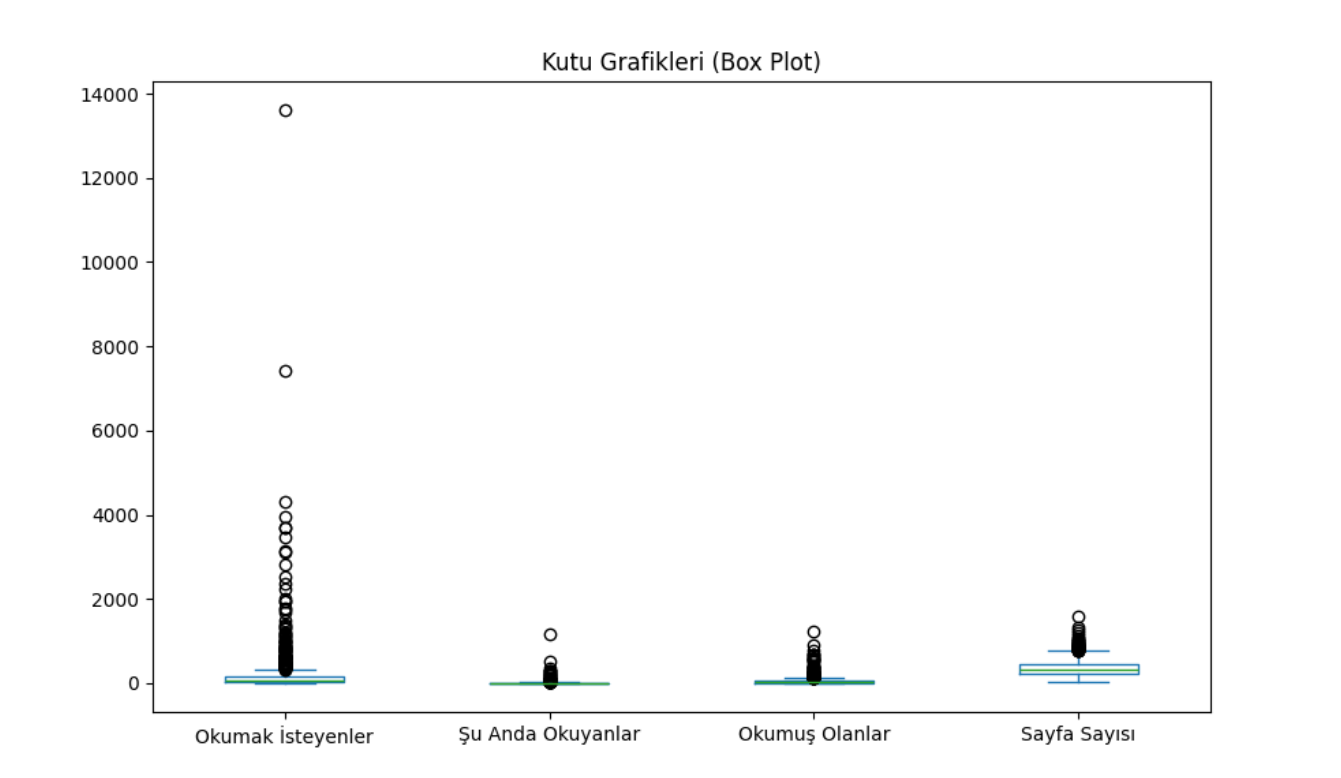 Kutu Grafikleri (Box Plot)
14000
12000
10000
8000
6000
4000
2000
0
Okumak İsteyenler
Şu Anda Okuyanlar
Okumuş Olanlar
Sayfa Sayısı